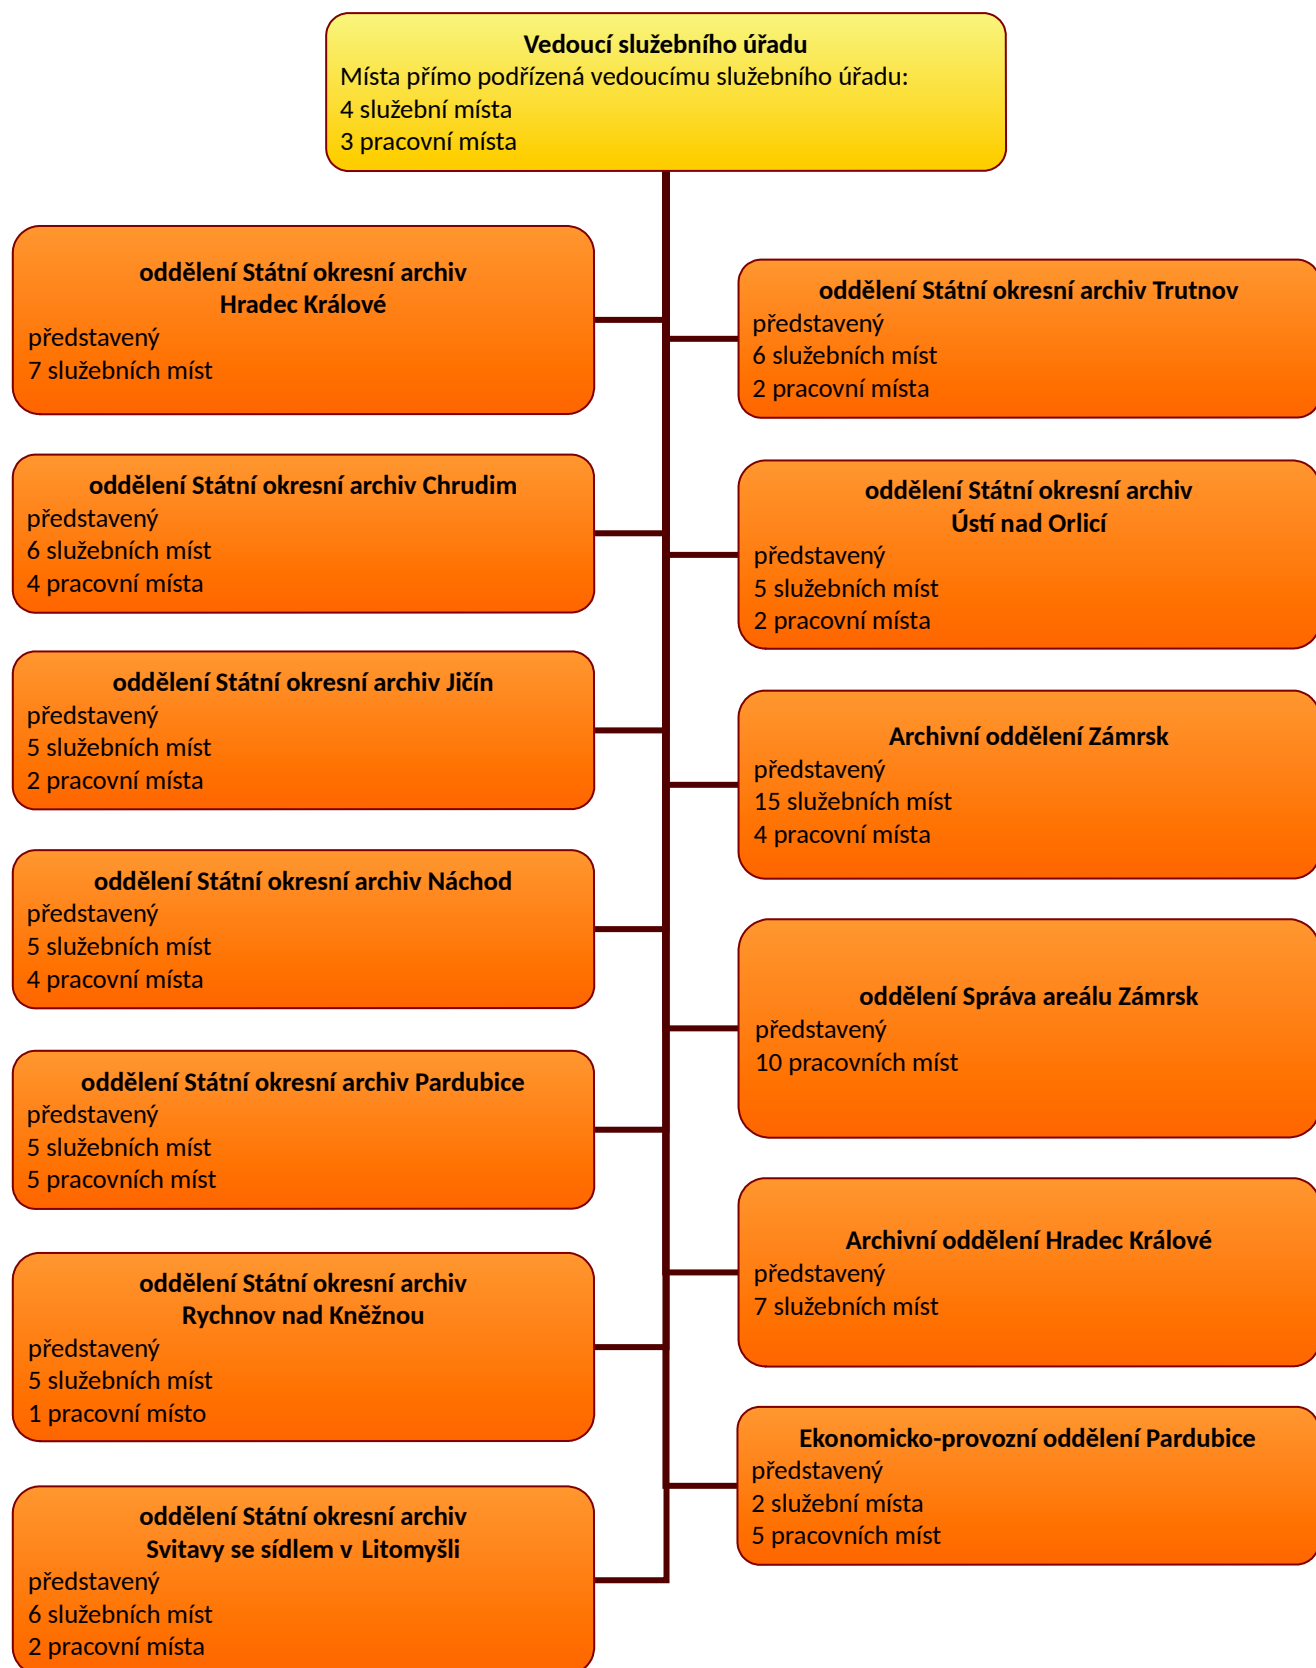 Vedoucí služebního úřadu
Místa přímo podřízená vedoucímu služebního úřadu:
4 služební místa
3 pracovní místa
oddělení Státní okresní archiv
Hradec Králové
představený
7 služebních míst
oddělení Státní okresní archiv Chrudim
představený
6 služebních míst
4 pracovní místa
oddělení Státní okresní archiv Jičín
představený
5 služebních míst
2 pracovní místa
oddělení Státní okresní archiv Náchod
představený
5 služebních míst
4 pracovní místa
oddělení Státní okresní archiv Pardubice
představený
5 služebních míst
5 pracovních míst
oddělení Státní okresní archiv
Rychnov nad Kněžnou
představený
5 služebních míst
1 pracovní místo
oddělení Státní okresní archiv
Svitavy se sídlem v Litomyšli
představený
6 služebních míst
2 pracovní místa
oddělení Státní okresní archiv Trutnov
představený
6 služebních míst
2 pracovní místa
oddělení Státní okresní archiv
Ústí nad Orlicí
představený
5 služebních míst
2 pracovní místa
Archivní oddělení Zámrsk
představený
15 služebních míst
4 pracovní místa
oddělení Správa areálu Zámrsk
představený
10 pracovních míst
Archivní oddělení Hradec Králové
představený
7 služebních míst
Ekonomicko-provozní oddělení Pardubice
představený
2 služební místa
5 pracovních míst